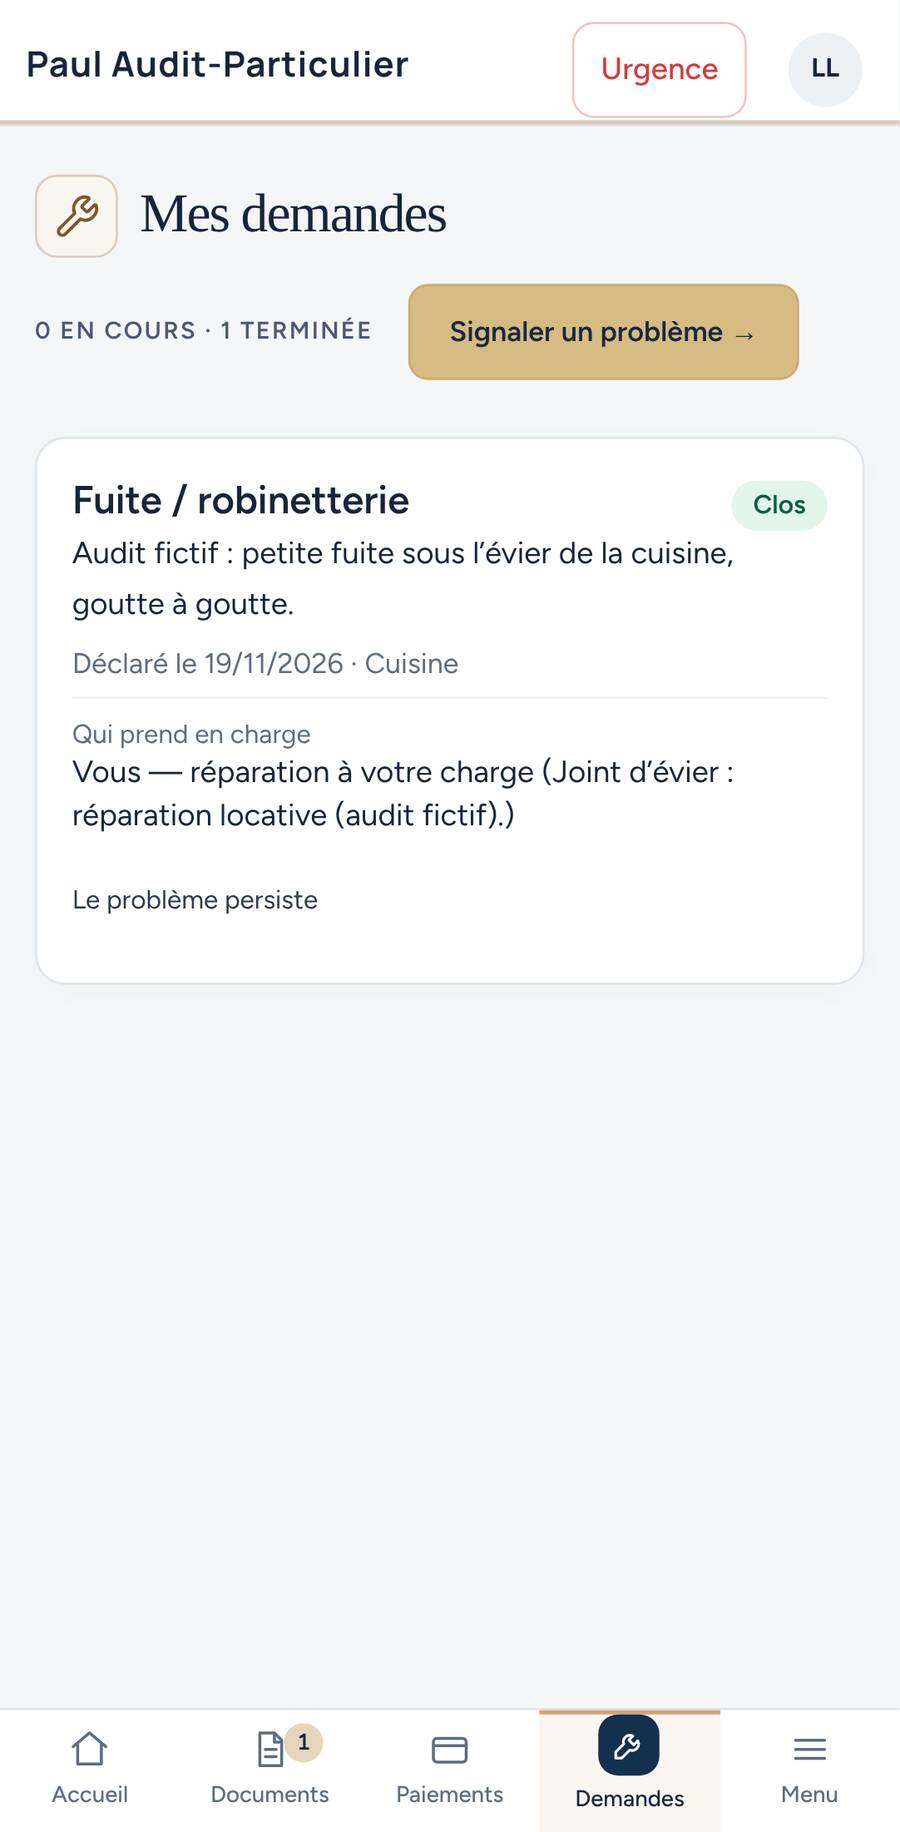 Paul Audit-Particulier
Urgence
LL
Mes demandes
0 EN COURS · 1 TERMINÉE
Signaler un problème →
Fuite / robinetterie
Clos
Audit fictif : petite fuite sous l’évier de la cuisine,
goutte à goutte.
Déclaré le 19/11/2026 · Cuisine
Qui prend en charge
Vous — réparation à votre charge (Joint d’évier :
réparation locative (audit fictif).)
Le problème persiste
Accueil
1
Documents
Paiements
Demandes
Menu